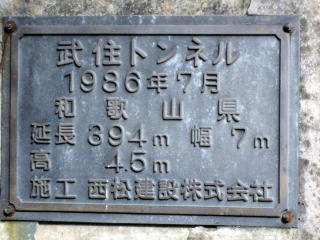 武住トンネル
1986年7月
和歌山県
延長 394m 幅 7m
高 4.5m
施工 西松建設株式会社